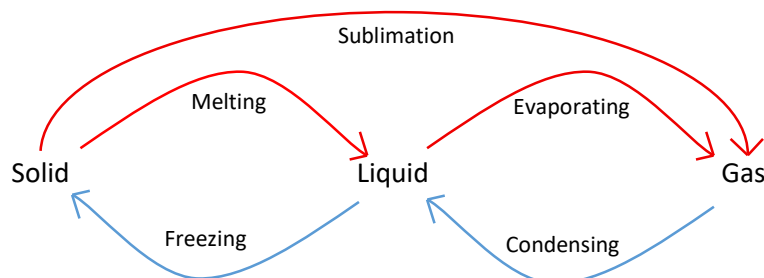 Sublimation
Melting
Evaporating
Solid
Liquid
Gas
Freezing
Condensing